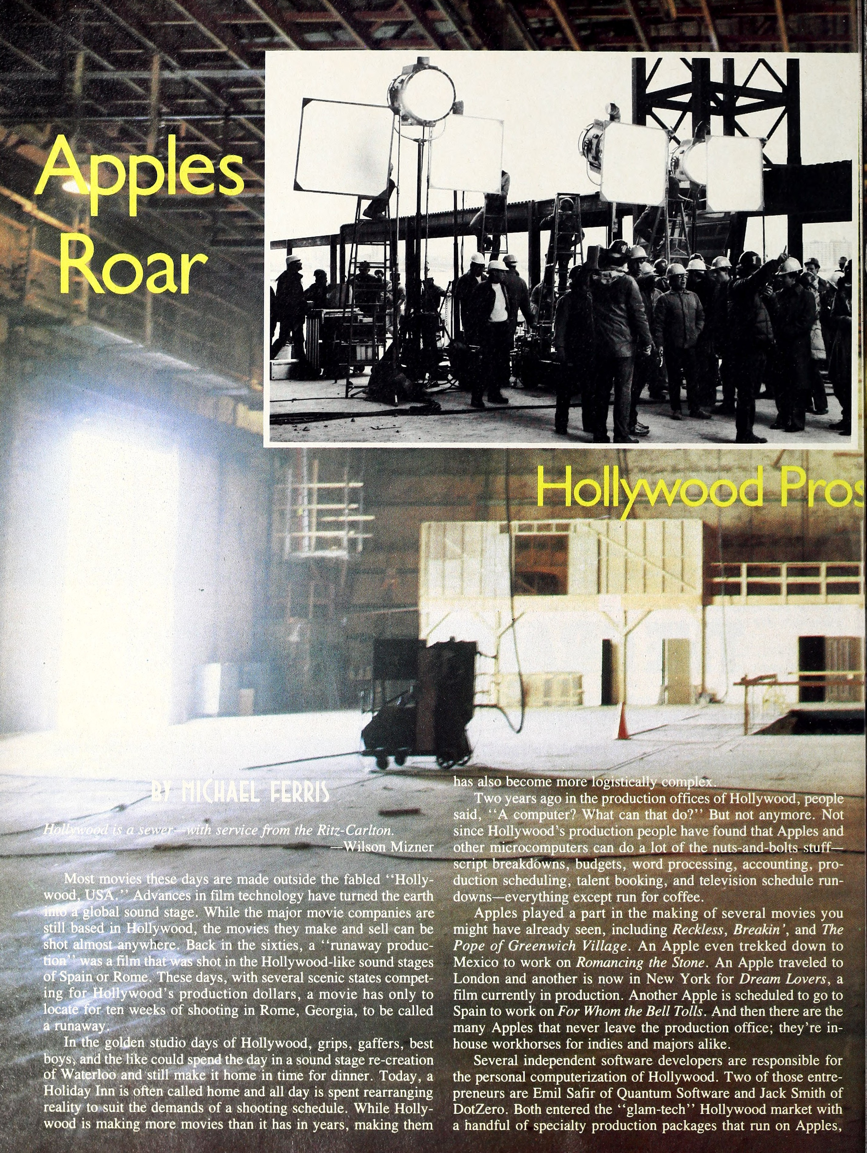 Apples
Roar
Hollywood Pros
BY MICHAEL FERRIS
Hollywood is a sewer—with service from the Ritz-Carlton.
—Wilson Mizner
Most movies these days are made outside the fabled "Holly-
wood, USA." Advances in film technology have turned the earth
into a global sound stage. While the major movie companies are
still based in Hollywood, the movies they make and sell can be
shot almost anywhere. Back in the sixties, a "runaway produc-
tion" was a film that was shot in the Hollywood-like sound stages
of Spain or Rome. These days, with several scenic states compet-
ing for Hollywood's production dollars, a movie has only to
locate for ten weeks of shooting in Rome, Georgia, to be called
a runaway.
In the golden studio days of Hollywood, grips, gaffers, best
boys, and the like could spend the day in a sound stage re-creation
of Waterloo and still make it home in time for dinner. Today, a
Holiday Inn is often called home and all day is spent rearranging
reality to suit the demands of a shooting schedule. While Holly-
wood is making more movies than it has in years, making them
has also become more logistically complex.
Two years ago in the production offices of Hollywood, people
said, "A computer? What can that do?" But not anymore. Not
since Hollywood's production people have found that Apples and
other microcomputers can do a lot of the nuts-and-bolts stuff—
script breakdowns, budgets, word processing, accounting, pro-
duction scheduling, talent booking, and television schedule run-
downs—everything except run for coffee.
Apples played a part in the making of several movies you
might have already seen, including Reckless, Breakin', and The
Pope of Greenwich Village. An Apple even trekked down to
Mexico to work on Romancing the Stone. An Apple traveled to
London and another is now in New York for Dream Lovers, a
film currently in production. Another Apple is scheduled to go to
Spain to work on For Whom the Bell Tolls. And then there are the
many Apples that never leave the production office; they're in-
house workhorses for indies and majors alike.
Several independent software developers are responsible for
the personal computerization of Hollywood. Two of those entre-
preneurs are Emil Safir of Quantum Software and Jack Smith of
DotZero. Both entered the "glam-tech" Hollywood market with
a handful of specialty production packages that run on Apples,